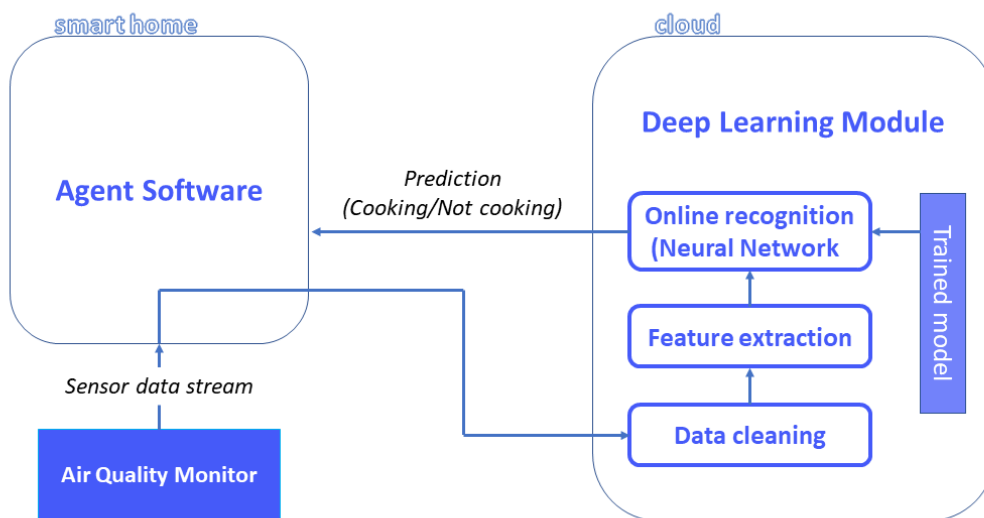 smart home
cloud
Deep Learning Module
Agent Software
Prediction
(Cooking/Not cooking)
Online recognition
(Neural Network
Trained model
Feature extraction
Sensor data stream
Data cleaning
Air Quality Monitor